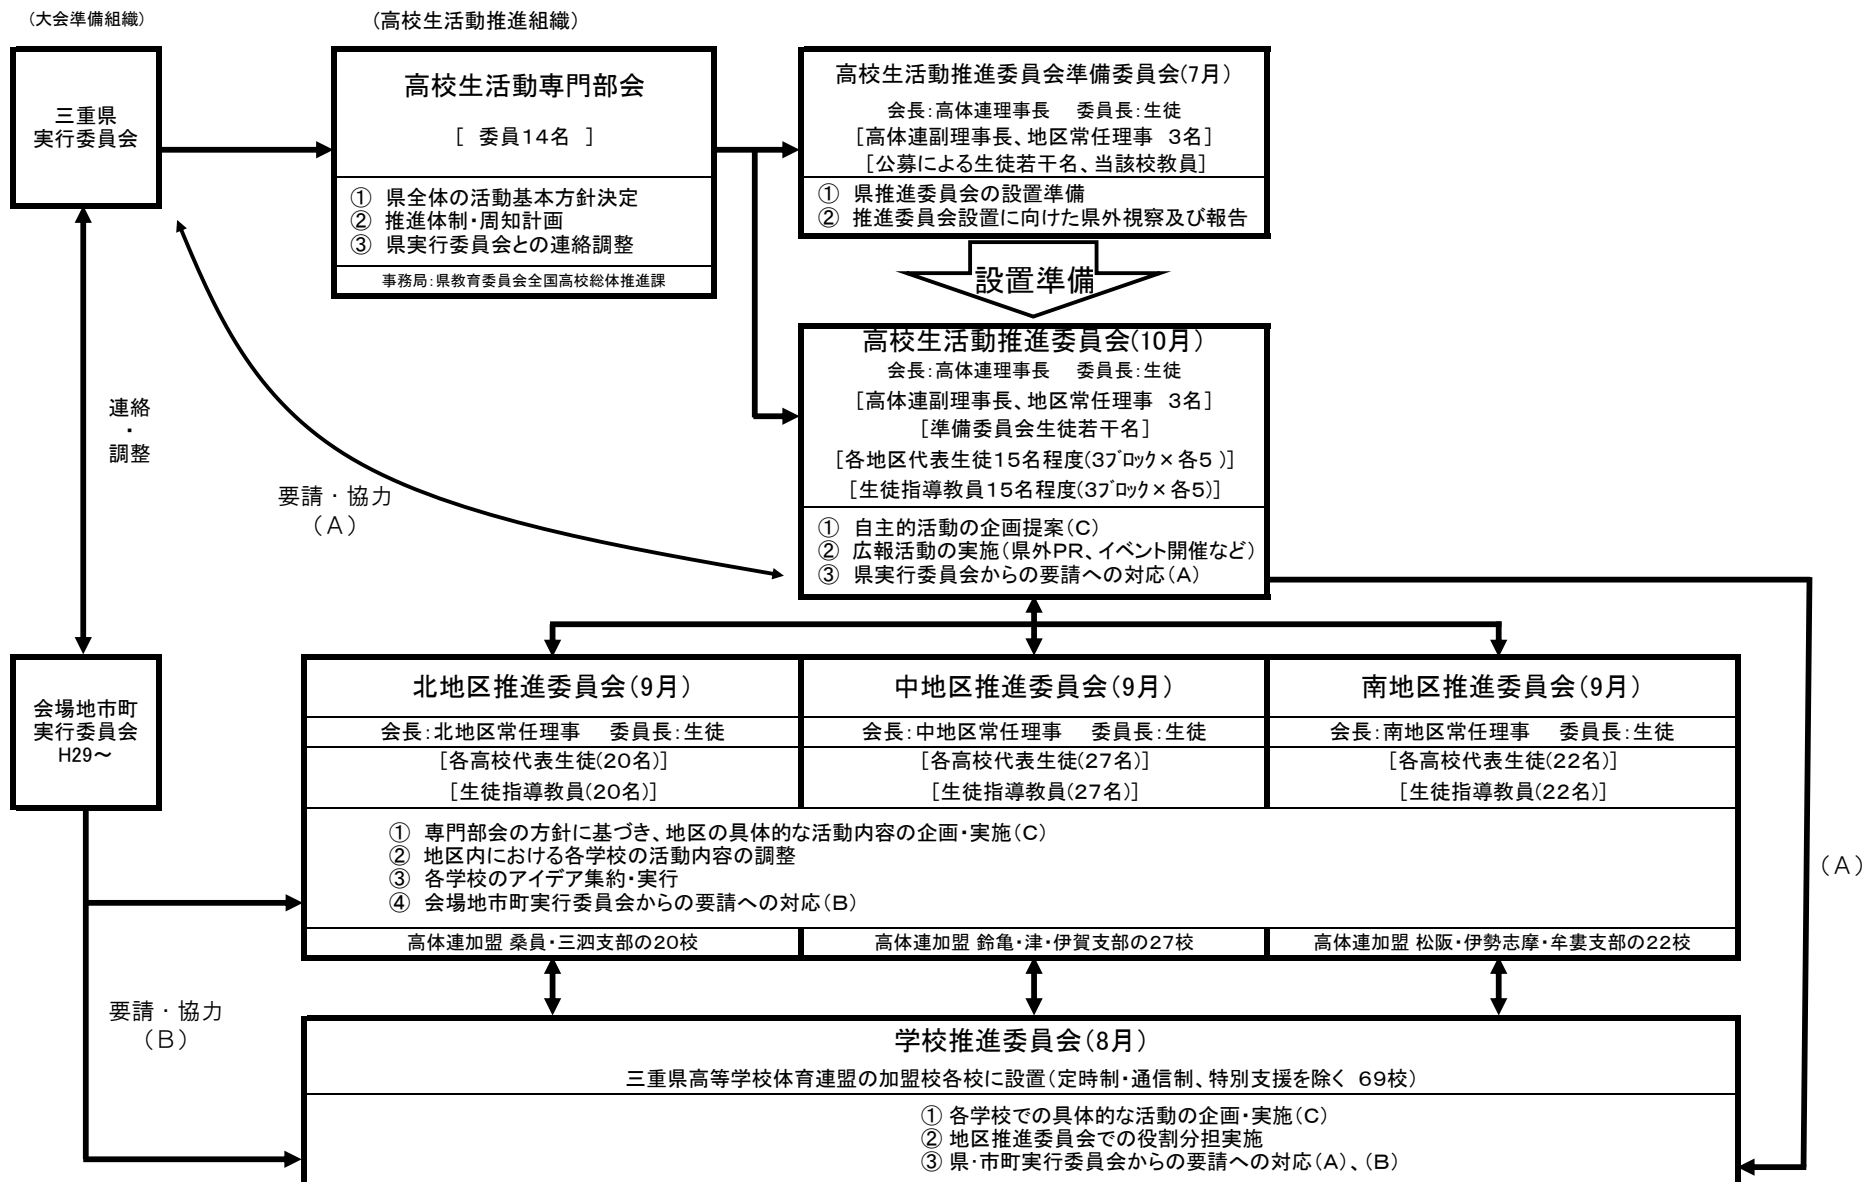 （大会準備組織）
（高校生活動推進組織）
三重県
実行委員会
高校生活動専門部会
［ 委員１４名 ］
① 県全体の活動基本方針決定
② 推進体制・周知計画
③ 県実行委員会との連絡調整
事務局：県教育委員会全国高校総体推進課
高校生活動推進委員会準備委員会（７月）
会長：高体連理事長　委員長：生徒
［高体連副理事長、地区常任理事 ３名］
［公募による生徒若干名、当該校教員］
① 県推進委員会の設置準備
② 推進委員会設置に向けた県外視察及び報告
設置準備
高校生活動推進委員会（10月）
会長：高体連理事長　委員長：生徒
［高体連副理事長、地区常任理事 ３名］
［準備委員会生徒若干名］
［各地区代表生徒１５名程度（３ﾌﾞﾛｯｸ×各５ ）］
［生徒指導教員１５名程度（３ﾌﾞﾛｯｸ×各５）］
① 自主的活動の企画提案（Ｃ）
② 広報活動の実施（県外ＰＲ、イベント開催など）
③ 県実行委員会からの要請への対応（Ａ）
連絡
・
調整
要請・協力
（Ａ）
会場地市町
実行委員会
H29～
北地区推進委員会（９月）
会長：北地区常任理事　委員長：生徒
［各高校代表生徒（２０名）］
［生徒指導教員（２０名）］
中地区推進委員会（９月）
会長：中地区常任理事　委員長：生徒
［各高校代表生徒（２７名）］
［生徒指導教員（２７名）］
南地区推進委員会（９月）
会長：南地区常任理事　委員長：生徒
［各高校代表生徒（２２名）］
［生徒指導教員（２２名）］
① 専門部会の方針に基づき、地区の具体的な活動内容の企画・実施（Ｃ）
② 地区内における各学校の活動内容の調整
③ 各学校のアイデア集約・実行
④ 会場地市町実行委員会からの要請への対応（Ｂ）
（Ａ）
高体連加盟 桑員・三泗支部の２０校
高体連加盟 鈴亀・津・伊賀支部の２７校
高体連加盟 松阪・伊勢志摩・牟婁支部の２２校
要請・協力
（Ｂ）
学校推進委員会（８月）
三重県高等学校体育連盟の加盟校各校に設置（定時制・通信制、特別支援を除く ６９校）
① 各学校での具体的な活動の企画・実施（Ｃ）
② 地区推進委員会での役割分担実施
③ 県・市町実行委員会からの要請への対応（Ａ）、（Ｂ）